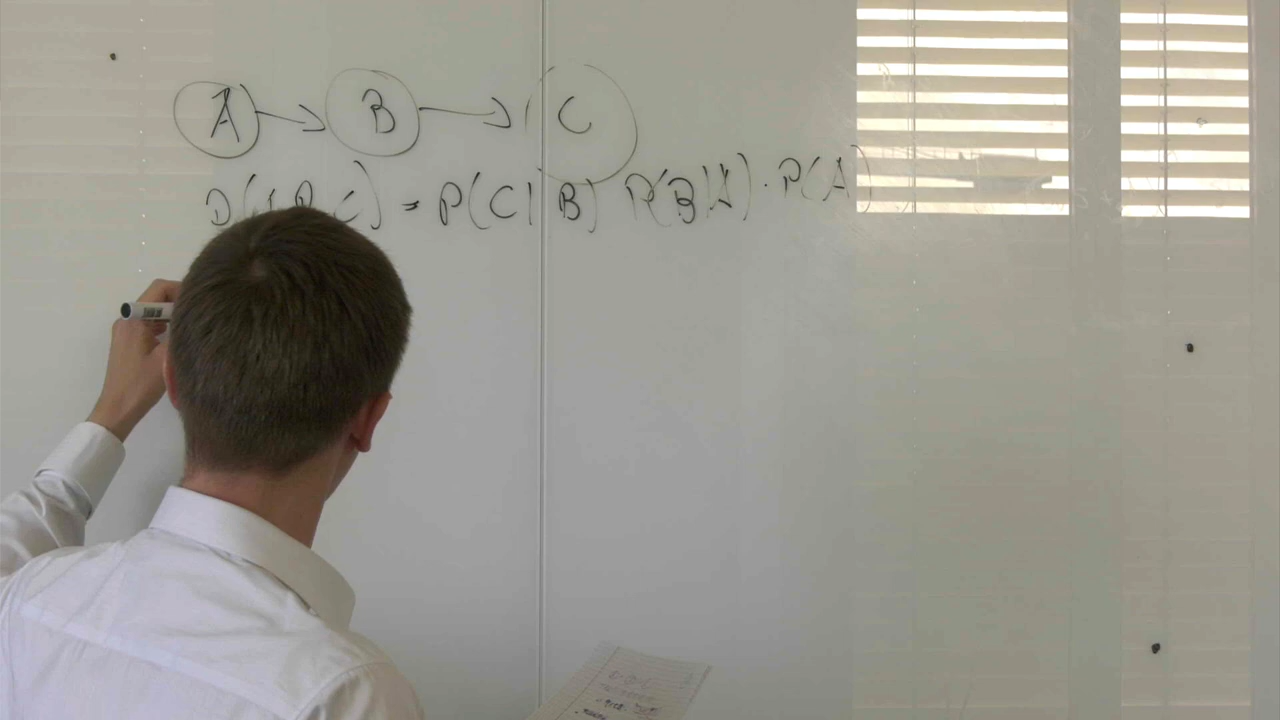 A → B → C
P(A,B,C) = P(C|B) P(B|A) · P(A)